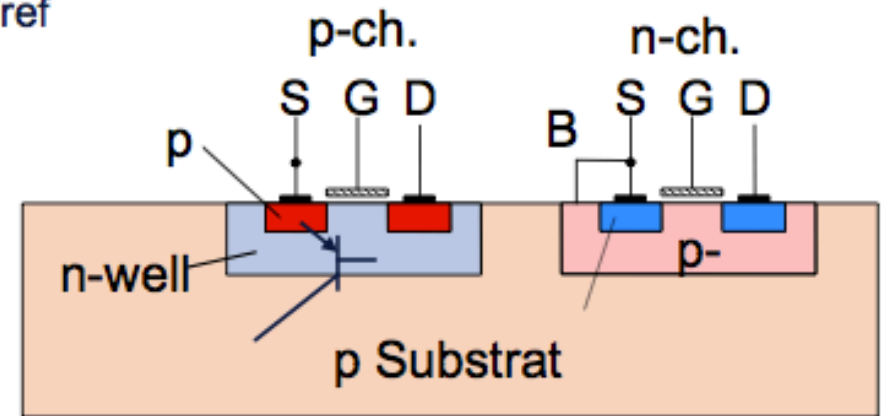 ref
p-ch. n-ch.
S G D B S G D
p
n-well p-
p Substrat